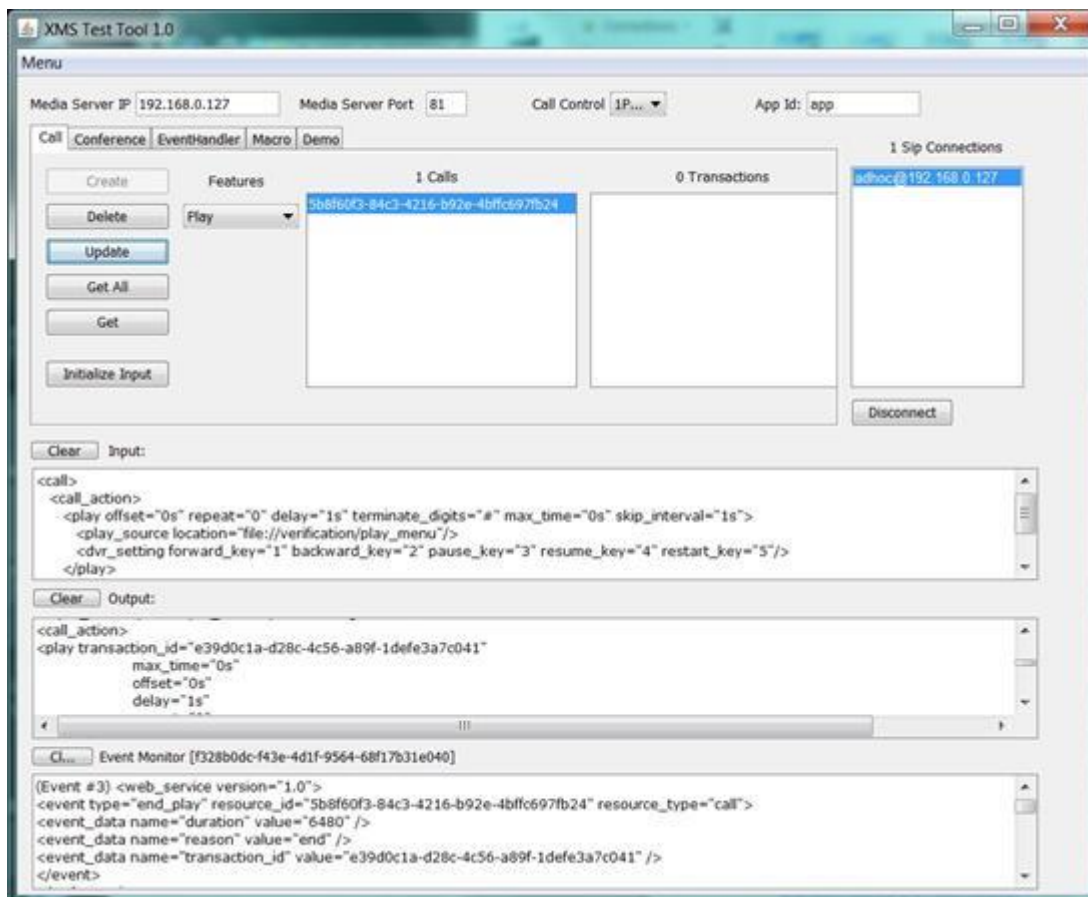 XMS Test Tool 1.0
Menu
Media Server IP 192.168.0.127 Media Server Port 81 Call Control 1P... App Id: app
Call Conference EventHandler Macro Demo
1 Sip Connections
Create Features 1 Calls 0 Transactions
adhoc@192.168.0.127
Delete Play 5b8f60f3-84c3-4216-b92e-4bffc697fb24
Update
Get All
Get
Initialize Input
Disconnect
Clear Input:
<call>
<call_action>
<play offset="0s" repeat="0" delay="1s" terminate_digits="#" max_time="0s" skip_interval="1s">
<play_source location="file://verification/play_menu"/>
<dvr_setting forward_key="1" backward_key="2" pause_key="3" resume_key="4" restart_key="5"/>
</play>
Clear Output:
<call_action>
<play transaction_id="e39d0c1a-d28c-4c56-a89f-1defe3a7c041"
max_time="0s"
offset="0s"
delay="1s"
Cl... Event Monitor [f328b0dc-f43e-4d1f-9564-68f17b31e040]
(Event #3) <web_service version="1.0">
<event type="end_play" resource_id="5b8f60f3-84c3-4216-b92e-4bffc697fb24" resource_type="call">
<event_data name="duration" value="6480" />
<event_data name="reason" value="end" />
<event_data name="transaction_id" value="e39d0c1a-d28c-4c56-a89f-1defe3a7c041" />
</event>